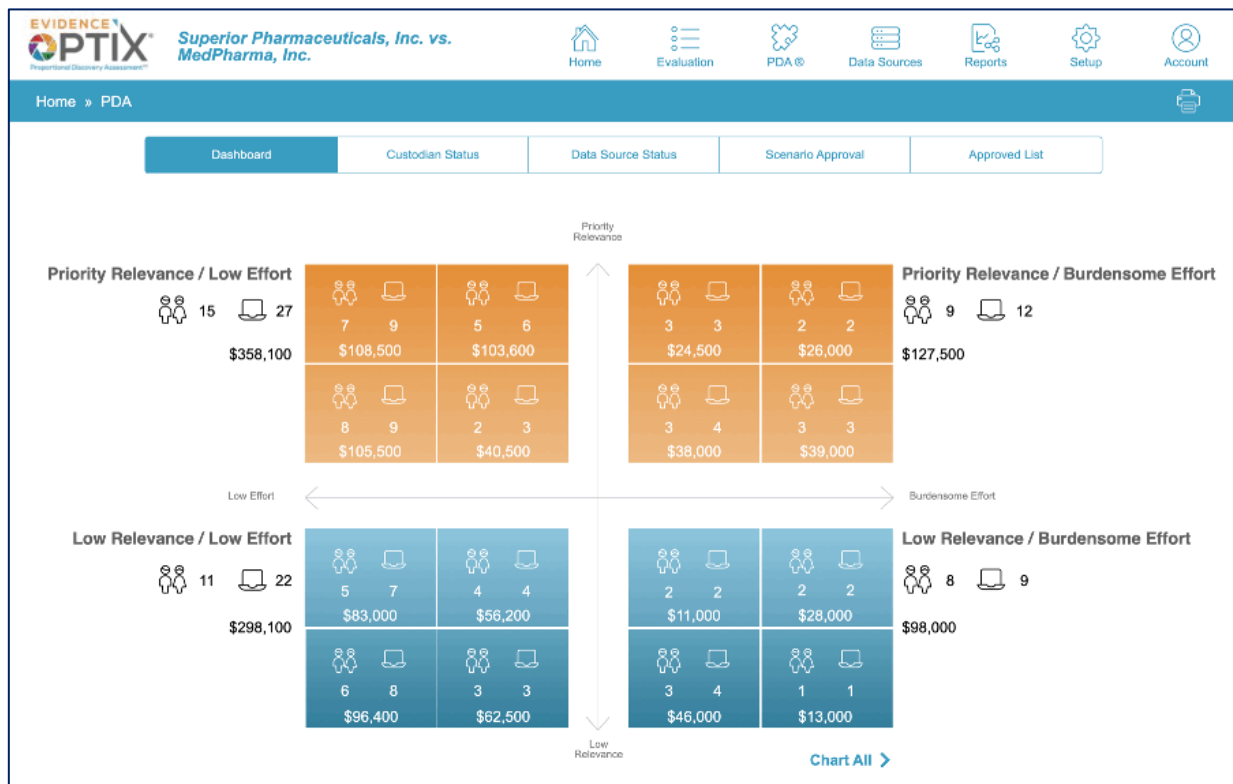 EVIDENCE
OPTIX®
Proportional Discovery Assessment™
Superior Pharmaceuticals, Inc. vs.
MedPharma, Inc.
Home
Evaluation
PDA ®
Data Sources
Reports
Setup
Account
Home » PDA
Dashboard
Custodian Status
Data Source Status
Scenario Approval
Approved List
Priority
Relevance
Priority Relevance / Low Effort
15 27
$358,100
7 9
$108,500
5 6
$103,600
8 9
$105,500
2 3
$40,500
3 3
$24,500
2 2
$26,000
3 4
$38,000
3 3
$39,000
Priority Relevance / Burdensome Effort
9 12
$127,500
Low Effort
Burdensome Effort
Low Relevance / Low Effort
11 22
$298,100
5 7
$83,000
4 4
$56,200
6 8
$96,400
3 3
$62,500
2 2
$11,000
2 2
$28,000
3 4
$46,000
1 1
$13,000
Low Relevance / Burdensome Effort
8 9
$98,000
Low
Relevance
Chart All